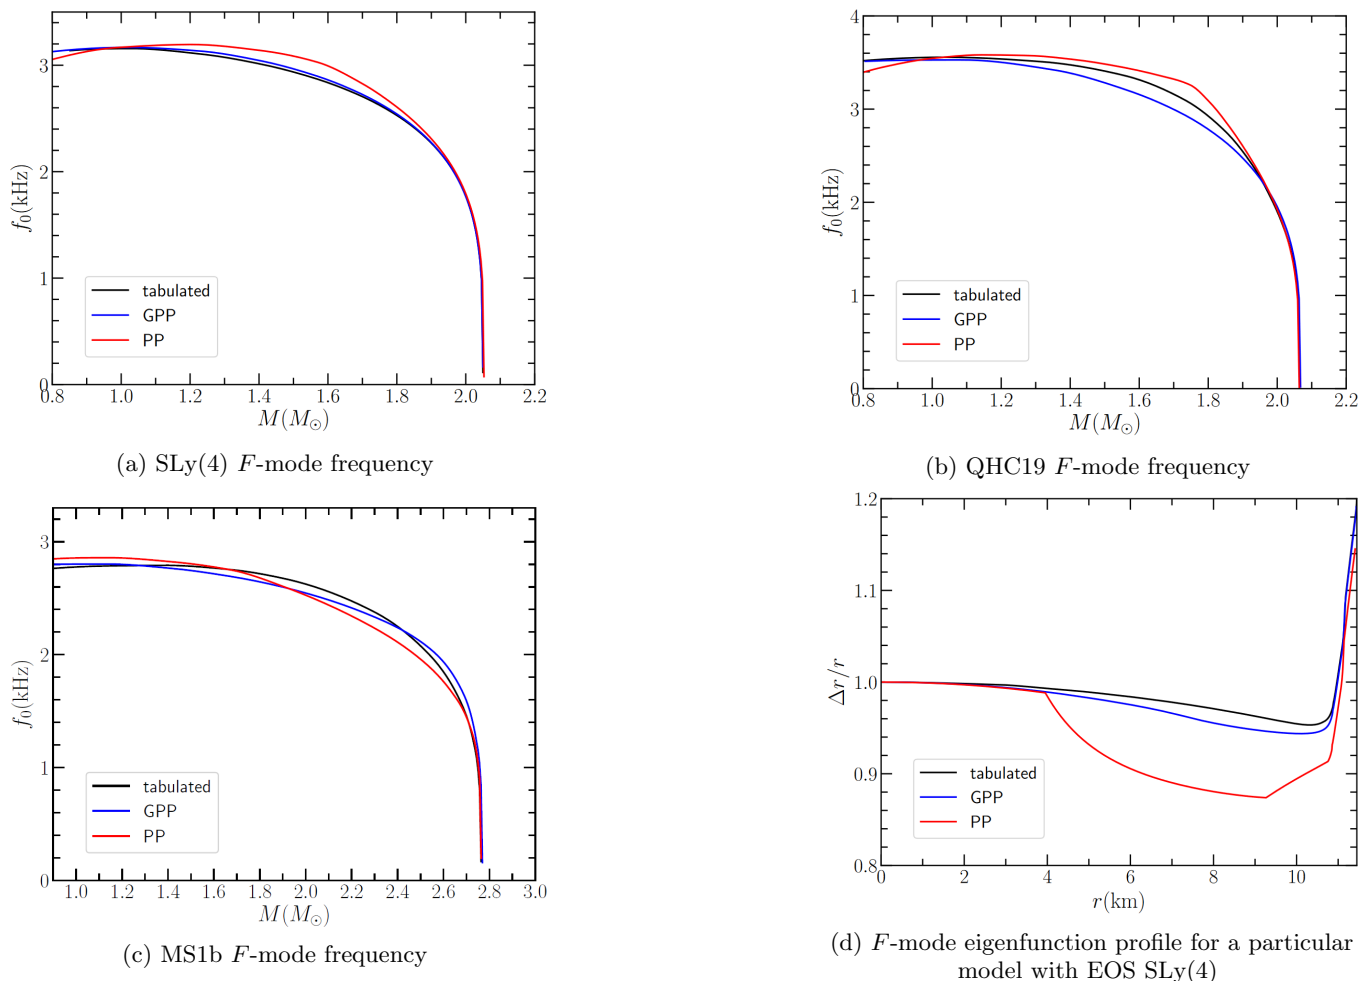 3
2
1
0
f₀(kHz)
tabulated
GPP
PP
0.8 1.0 1.2 1.4 1.6 1.8 2.0 2.2
M(M⊙)
(a) SLy(4) F-mode frequency
4
3
2
1
0
f₀(kHz)
tabulated
GPP
PP
0.8 1.0 1.2 1.4 1.6 1.8 2.0 2.2
M(M⊙)
(b) QHC19 F-mode frequency
3
2
1
0
f₀(kHz)
tabulated
GPP
PP
1.0 1.2 1.4 1.6 1.8 2.0 2.2 2.4 2.6 2.8 3.0
M(M⊙)
(c) MS1b F-mode frequency
1.2
1.1
1.0
0.9
0.8
Δr/r
tabulated
GPP
PP
0 2 4 6 8 10
r(km)
(d) F-mode eigenfunction profile for a particular
model with EOS SLy(4)